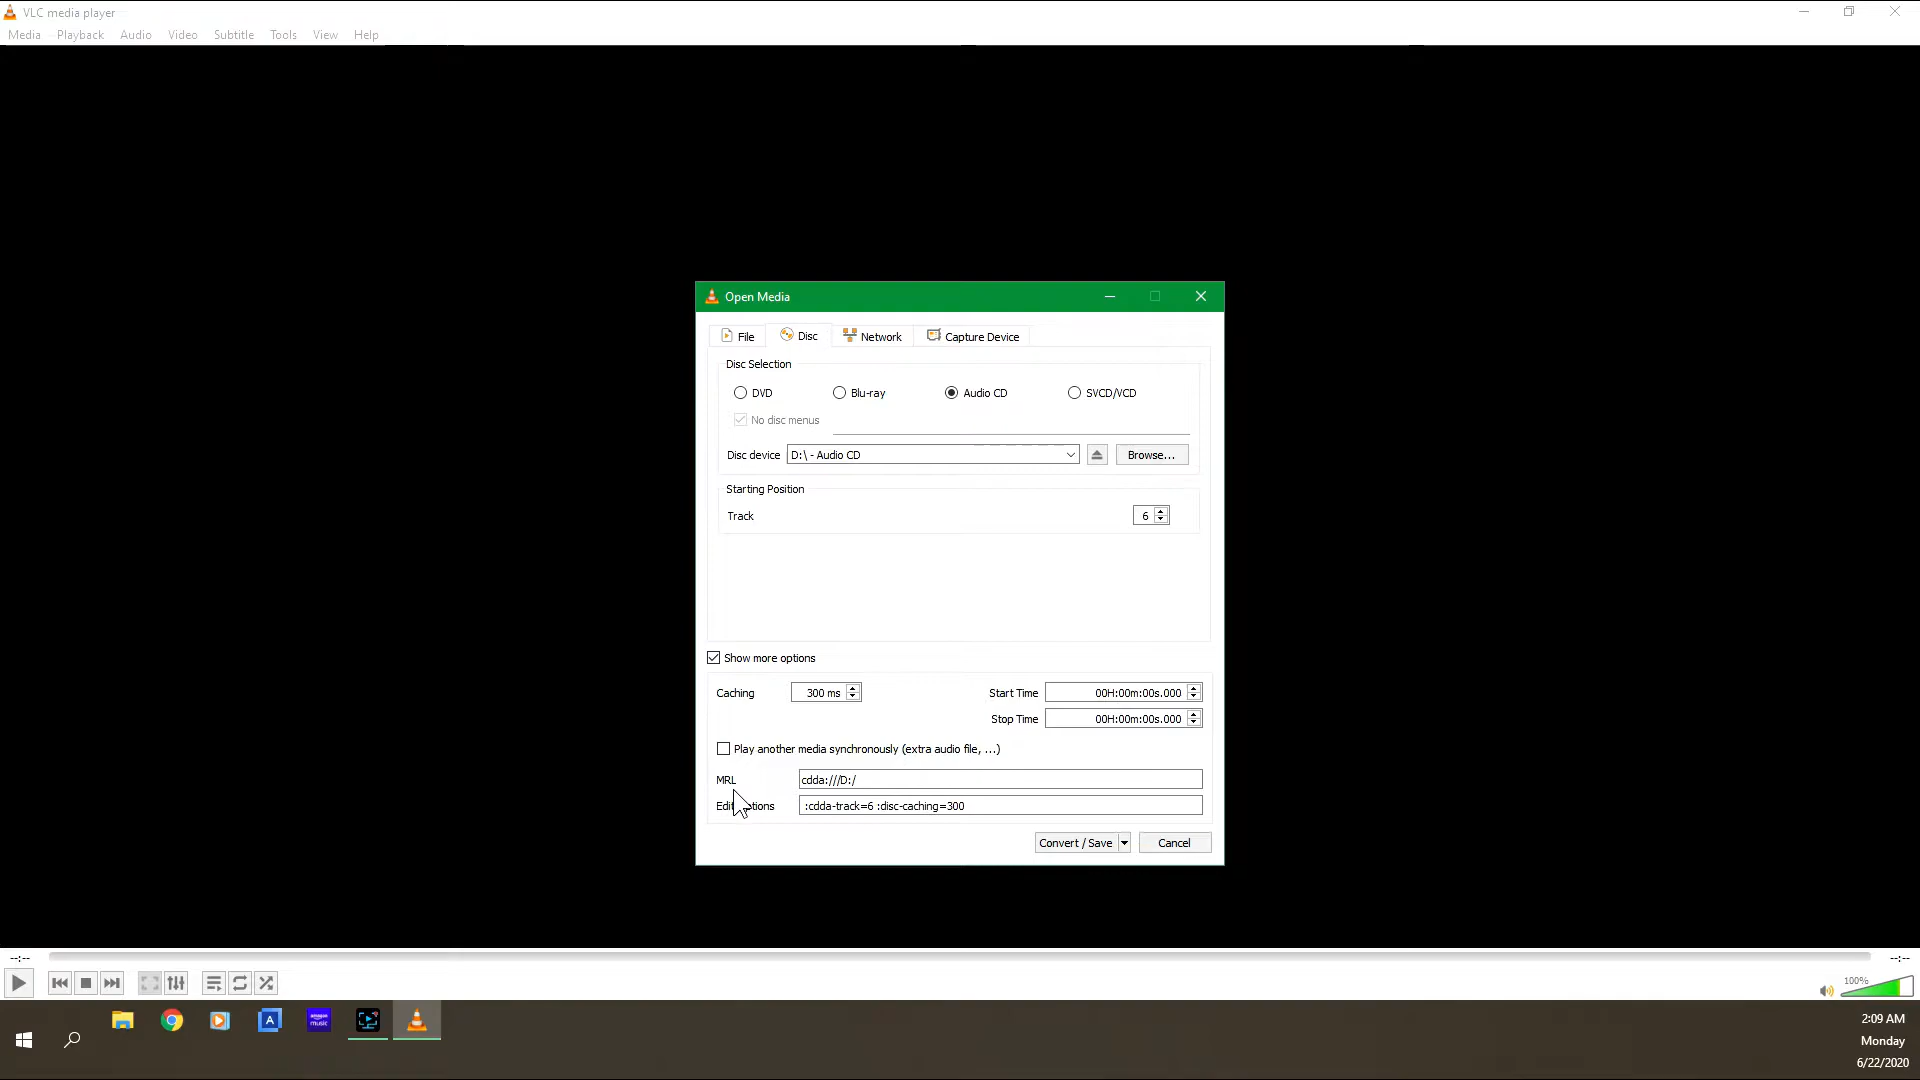 VLC media player
Media Playback Audio Video Subtitle Tools View Help
Open Media
File Disc Network Capture Device
Disc Selection
DVD Blu-ray Audio CD SVCD/VCD
No disc menus
Disc device D:\ - Audio CD Browse...
Starting Position
Track 6
Show more options
Caching 300 ms Start Time 00H:00m:00s.000
Stop Time 00H:00m:00s.000
Play another media synchronously (extra audio file, ...)
MRL cdda:///D:/
:cdda-track=6 :disc-caching=300
Convert / Save Cancel
--:-- --:--
100%
A amazon music
2:09 AM
Monday
6/22/2020